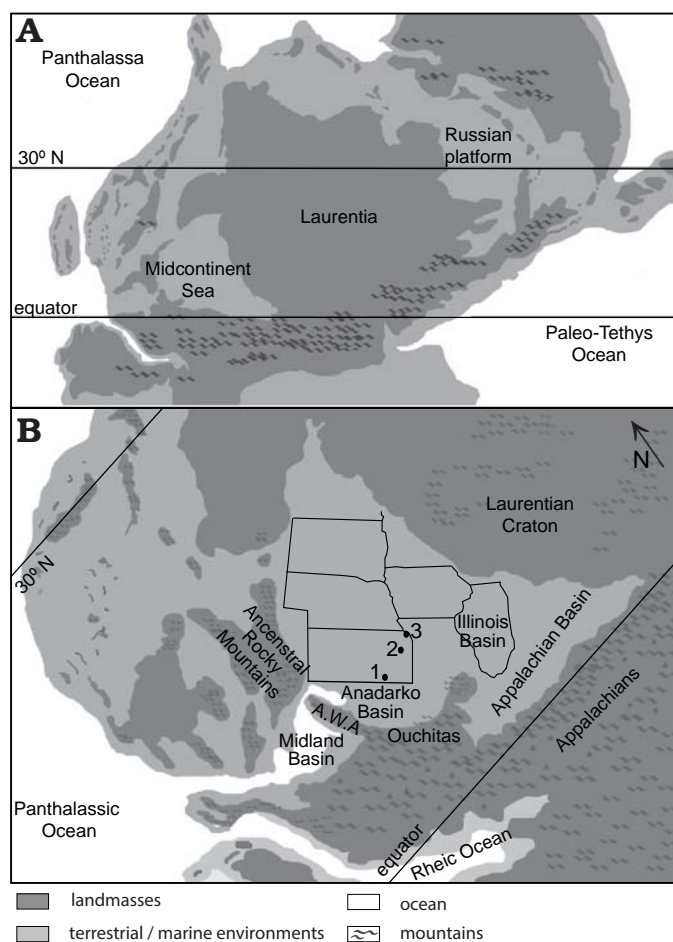 A
Panthalassa
Ocean
Russian
platform
30º N
Laurentia
Midcontinent
Sea
equator
Paleo-Tethys
Ocean
B
N
Laurentian
Craton
30º N
Ancenstral
Rocky
Mountains
Illinois
Basin
3
2
1
Appalachian Basin
Appalachians
Anadarko
Basin
A.W.A
Ouchitas
Midland
Basin
Panthalassic
Ocean
equator
Rheic Ocean
landmasses
ocean
terrestrial / marine environments
mountains